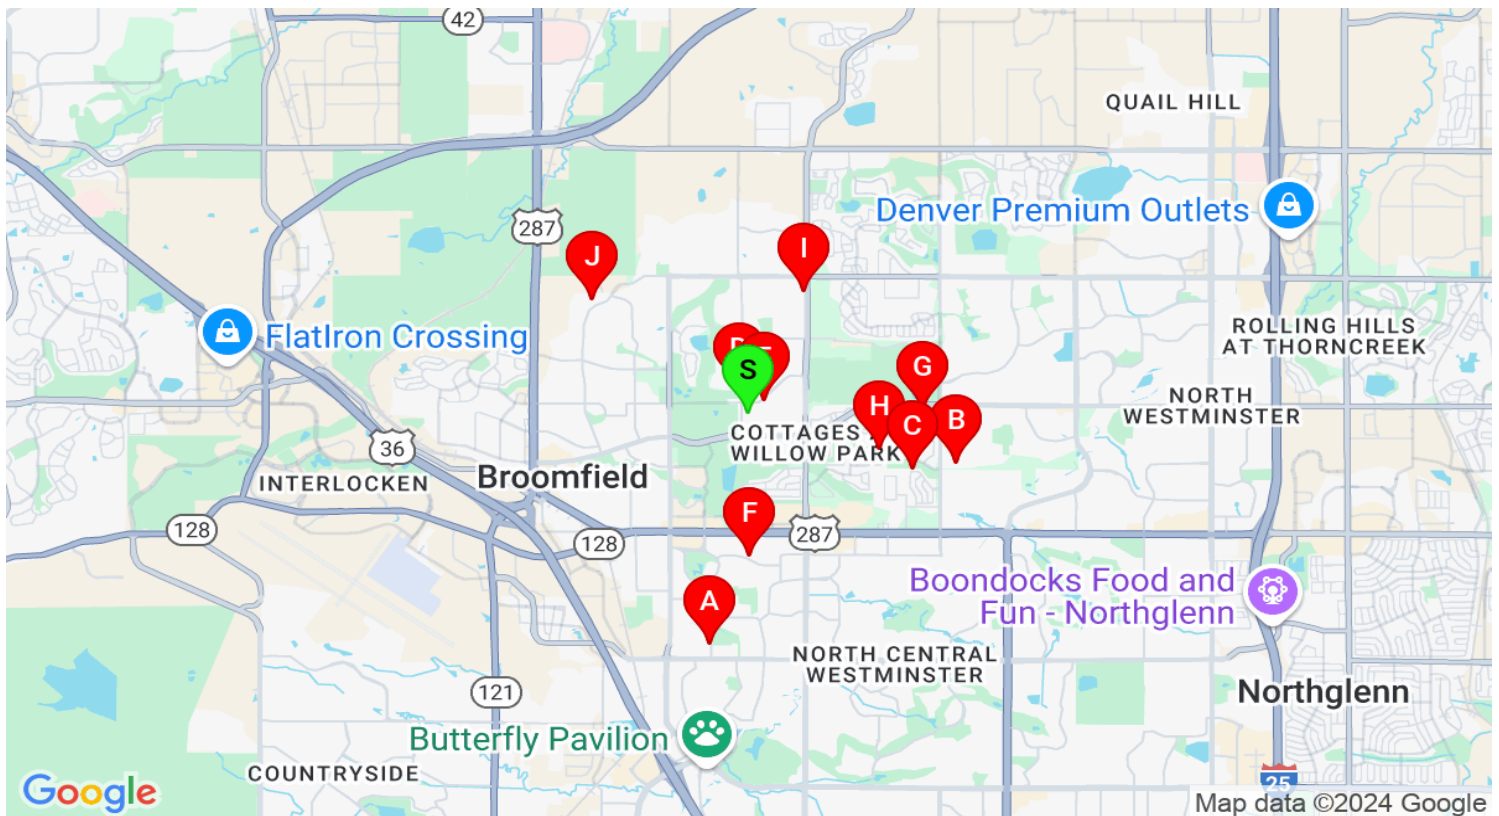 42
QUAIL HILL
Denver Premium Outlets
287
I
J
ROLLING HILLS
AT THORNCREEK
FlatIron Crossing
S
G
NORTH
WESTMINSTER
H
C
B
COTTAGES
WILLOW PARK
36
Broomfield
INTERLOCKEN
F
128
128
287
Boondocks Food and
Fun - Northglenn
A
NORTH CENTRAL
WESTMINSTER
121
Northglenn
Butterfly Pavilion
COUNTRYSIDE
25
Google
Map data ©2024 Google